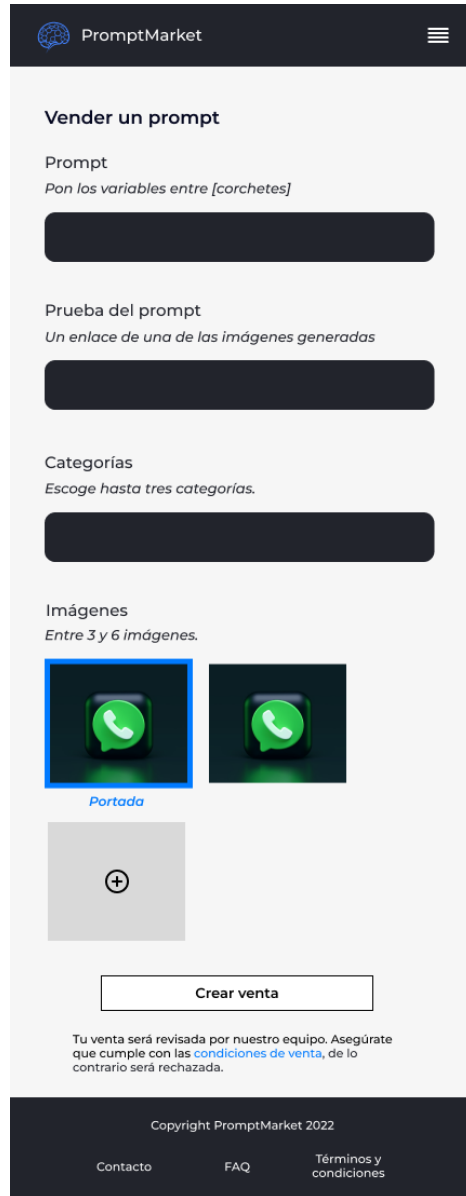 PromptMarket
Vender un prompt
Prompt
Pon los variables entre [corchetes]
Prueba del prompt
Un enlace de una de las imágenes generadas
Categorías
Escoge hasta tres categorías.
Imágenes
Entre 3 y 6 imágenes.
Portada
Crear venta
Tu venta será revisada por nuestro equipo. Asegúrate
que cumple con las condiciones de venta, de lo
contrario será rechazada.
Copyright PromptMarket 2022
Contacto
FAQ
Términos y
condiciones